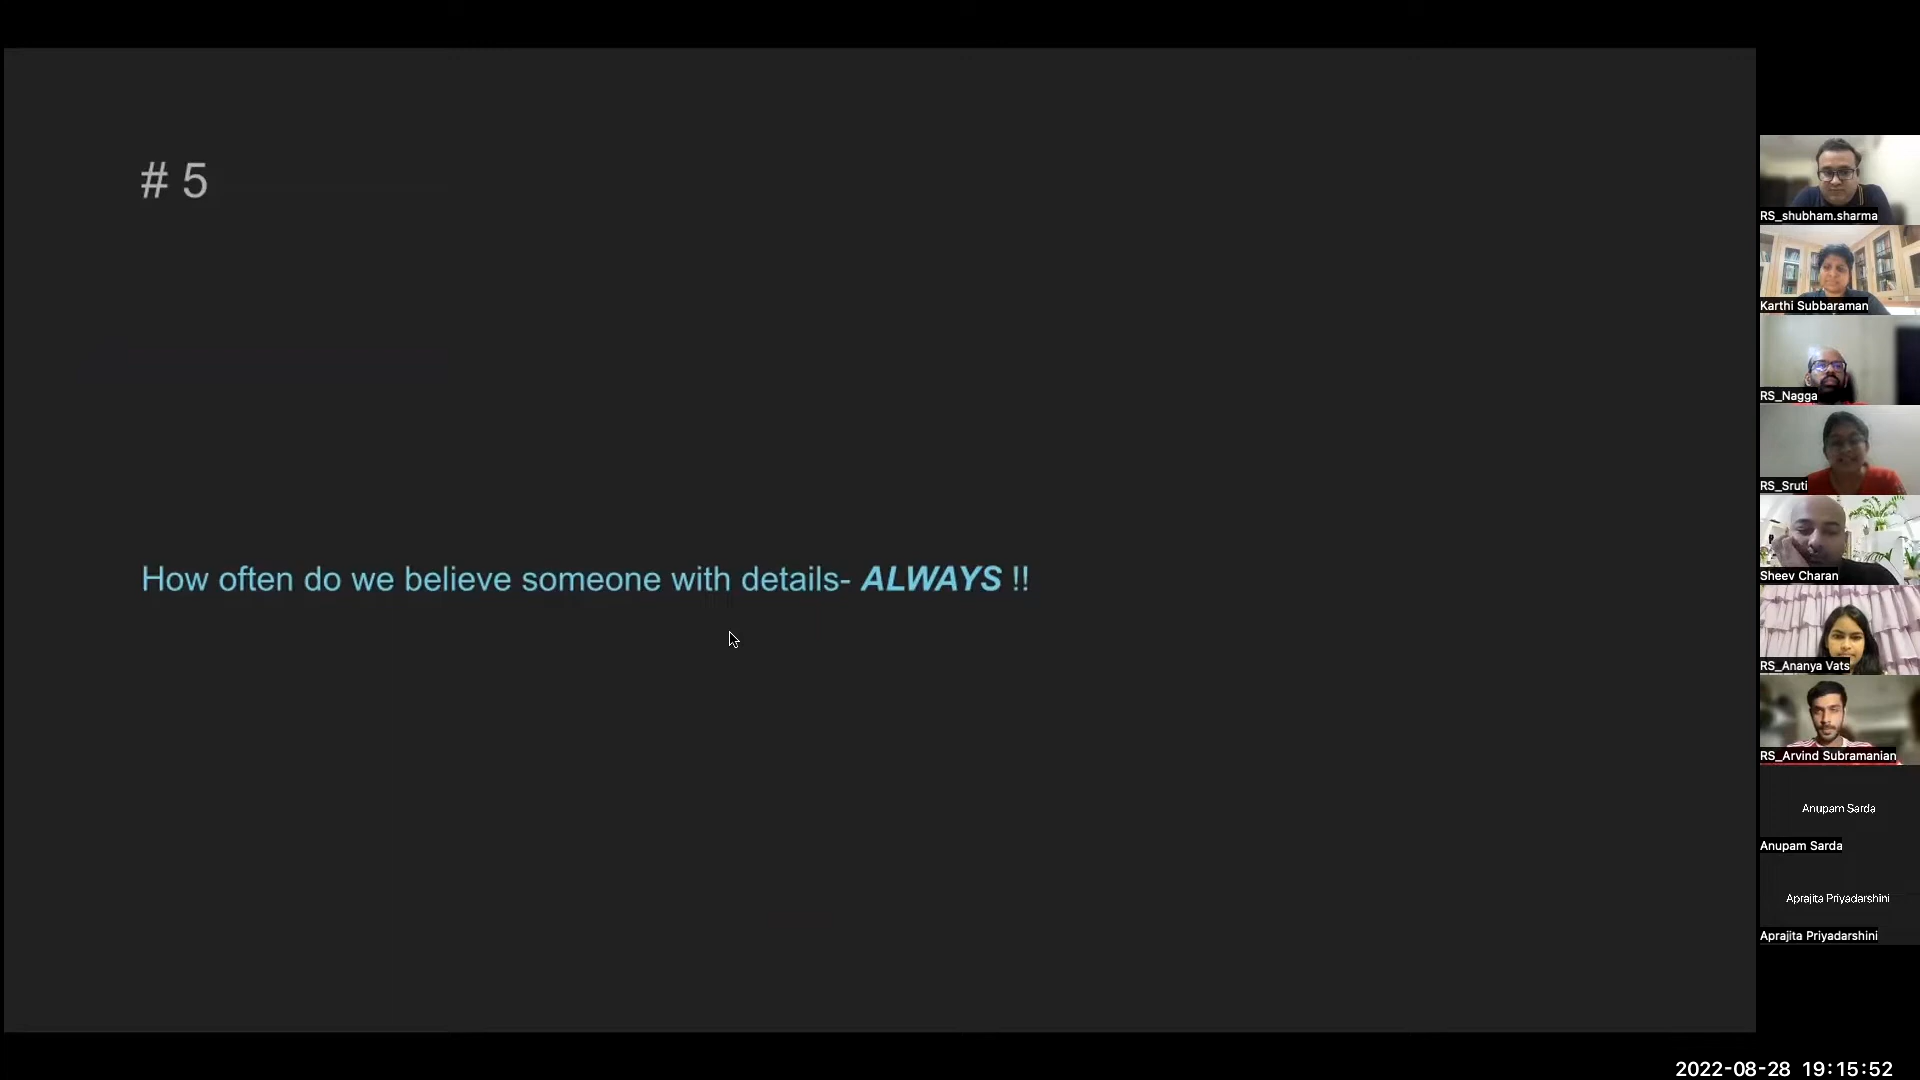 # 5
How often do we believe someone with details- ALWAYS !!
RS_shubham.sharma
Karthi Subbaraman
RS_Nagga
RS_Sruti
Sheev Charan
RS_Ananya Vats
RS_Arvind Subramanian
Anupam Sarda
Anupam Sarda
Aprajita Priyadarshini
Aprajita Priyadarshini
2022-08-28 19:15:52